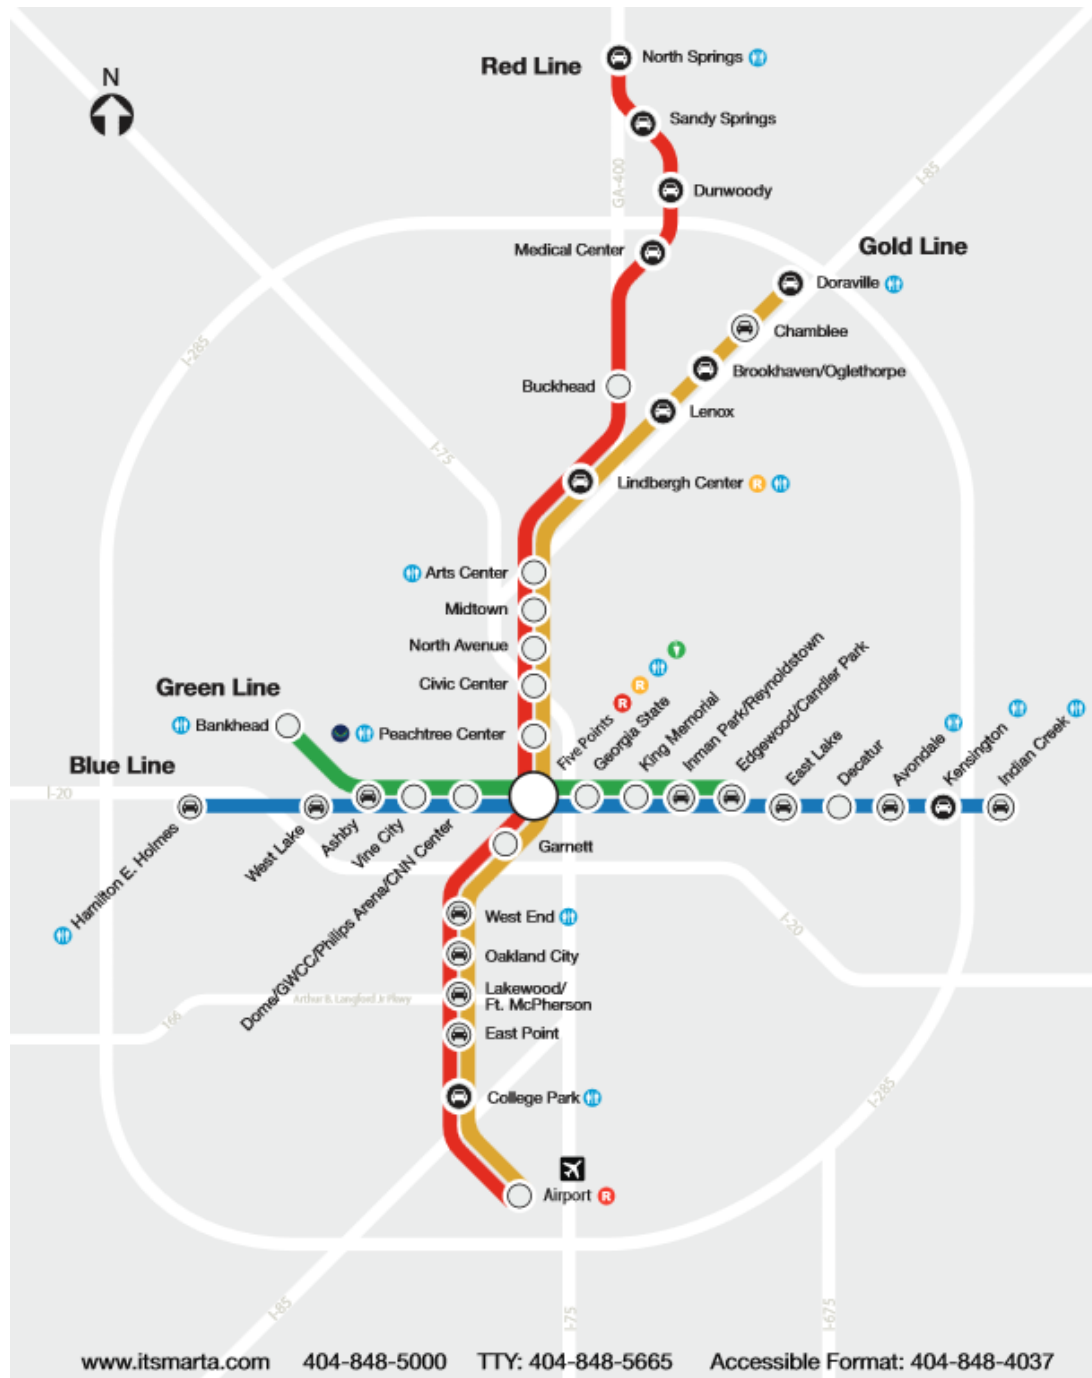 N
Red Line
North Springs
Sandy Springs
GA-400
I-85
Dunwoody
Medical Center
Gold Line
Doraville
Chamblee
I-285
Brookhaven/Oglethorpe
Buckhead
Lenox
I-75
Lindbergh Center R
Arts Center
Midtown
North Avenue
Civic Center
Green Line
Bankhead
Peachtree Center
Five Points R R
Georgia State
King Memorial
Inman Park/Reynoldstown
Edgewood/Candler Park
East Lake
Decatur
Avondale
Kensington
Indian Creek
Blue Line
I-20
Hamilton E. Holmes
West Lake
Ashby
Vine City
Dome/GWCC/Philips Arena/CNN Center
Garnett
West End
I-20
Oakland City
Lakewood/
Ft. McPherson
Arthur B. Langford Jr Pkwy
166
East Point
College Park
I-285
Airport R
I-85
I-75
I-675
www.itsmarta.com 404-848-5000 TTY: 404-848-5665 Accessible Format: 404-848-4037